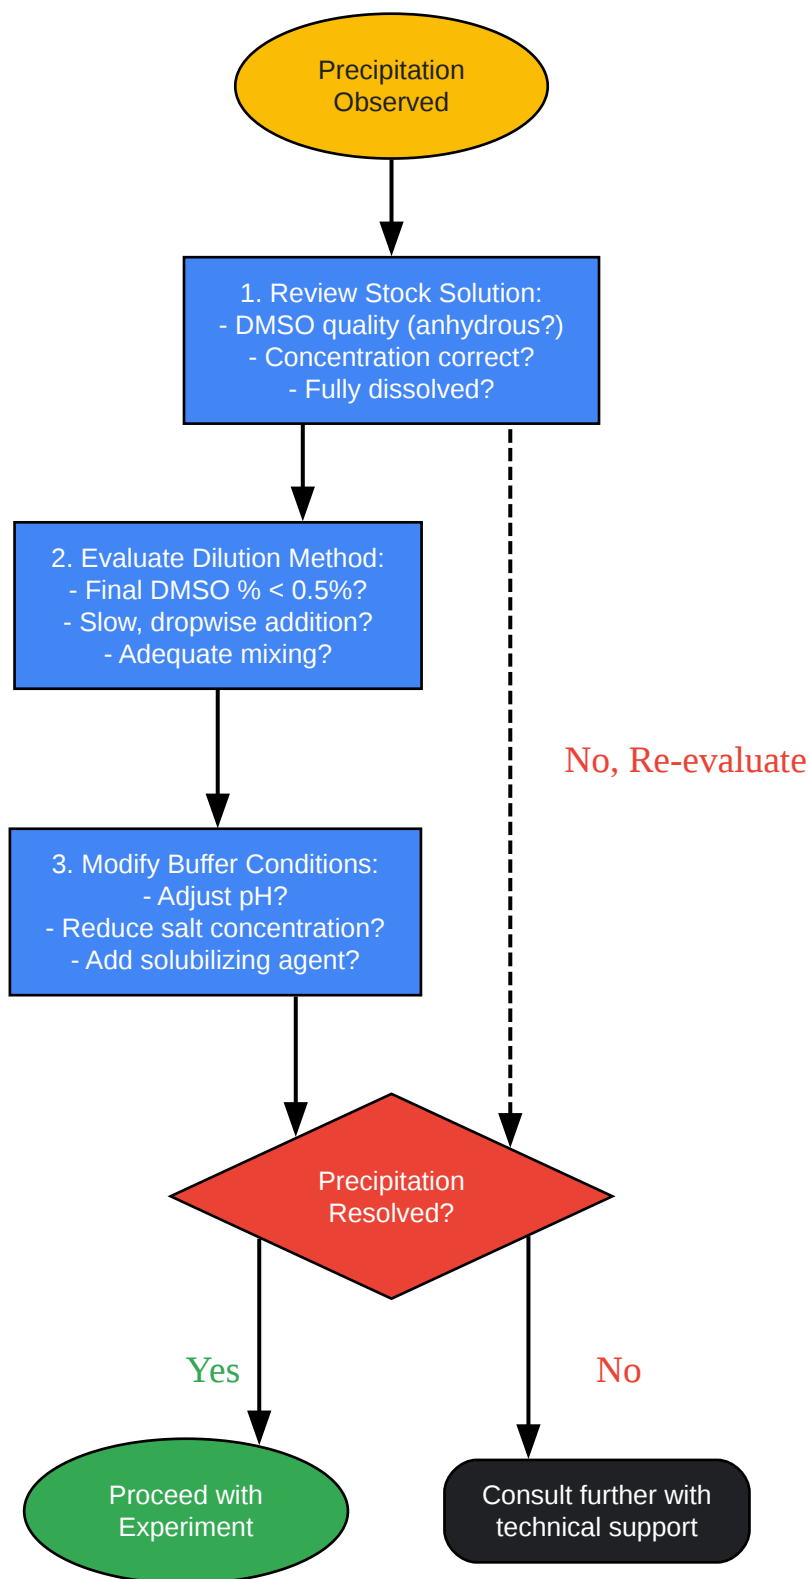 Precipitation
Observed
1. Review Stock Solution:
- DMSO quality (anhydrous?)
- Concentration correct?
- Fully dissolved?
2. Evaluate Dilution Method:
- Final DMSO % < 0.5%?
- Slow, dropwise addition?
- Adequate mixing?
No, Re-evaluate
3. Modify Buffer Conditions:
- Adjust pH?
- Reduce salt concentration?
- Add solubilizing agent?
Precipitation
Resolved?
Yes
No
Proceed with
Experiment
Consult further with
technical support